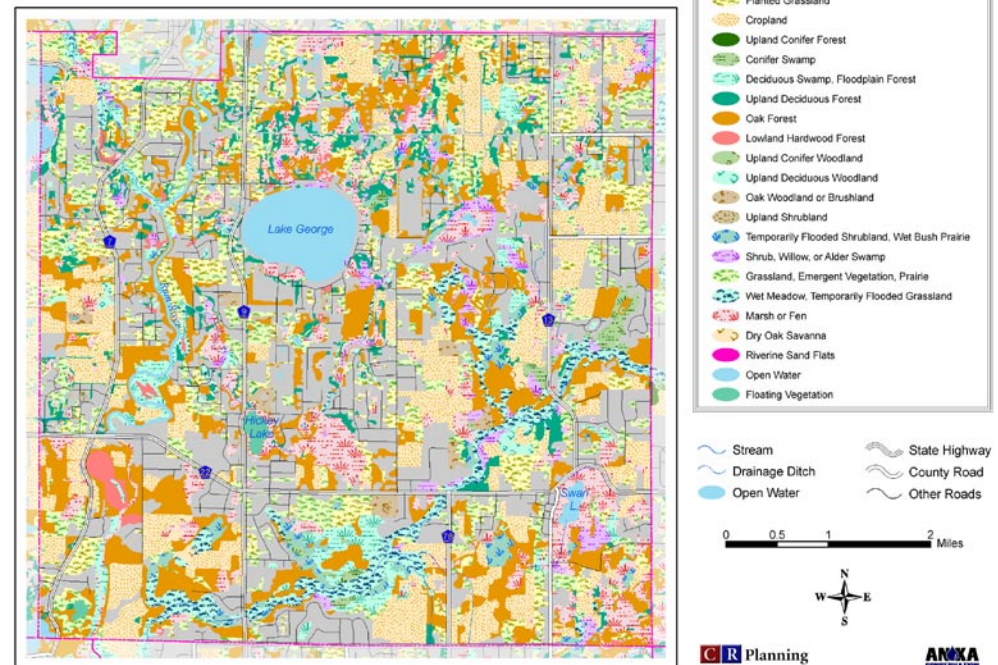 Planted Grassland
Cropland
Upland Conifer Forest
Conifer Swamp
Deciduous Swamp, Floodplain Forest
Upland Deciduous Forest
Oak Forest
Lowland Hardwood Forest
Upland Conifer Woodland
Upland Deciduous Woodland
Oak Woodland or Brushland
Upland Shrubland
Temporarily Flooded Shrubland, Wet Bush Prairie
Shrub, Willow, or Alder Swamp
Grassland, Emergent Vegetation, Prairie
Wet Meadow, Temporarily Flooded Grassland
Marsh or Fen
Dry Oak Savanna
Riverine Sand Flats
Open Water
Floating Vegetation
Stream
Drainage Ditch
Open Water
State Highway
County Road
Other Roads
0 0.5 1 2
Miles
N
W E
S
C R Planning
Lake George
7
9
Hickey
Lake
Swan
L.